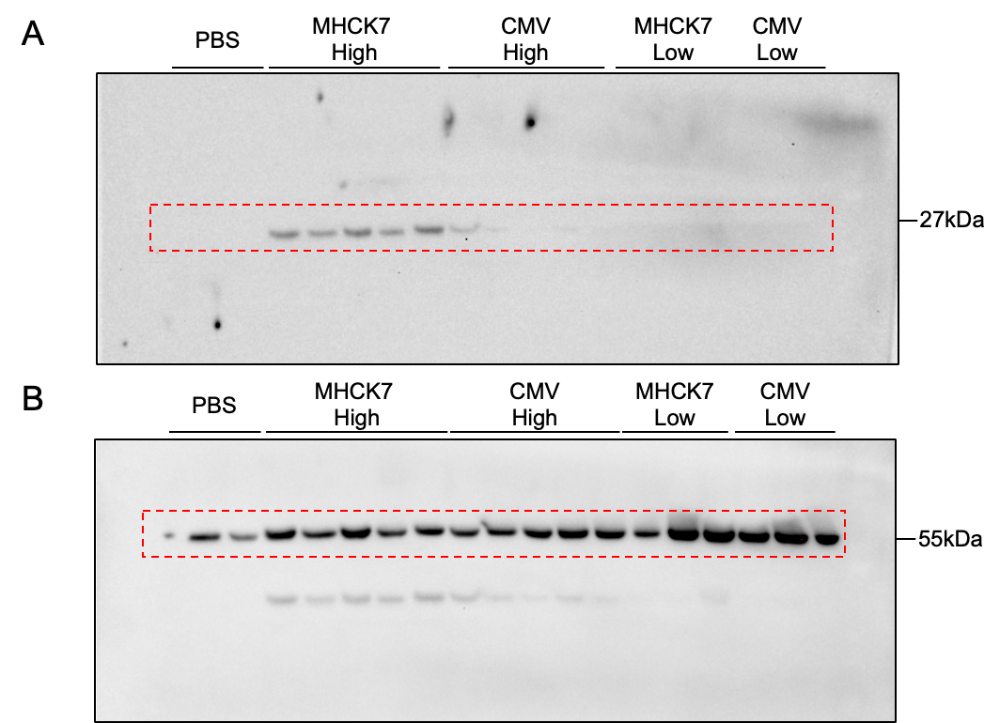 A
PBS
MHCK7
High
CMV
High
MHCK7
Low
CMV
Low
27kDa
B
PBS
MHCK7
High
CMV
High
MHCK7
Low
CMV
Low
55kDa